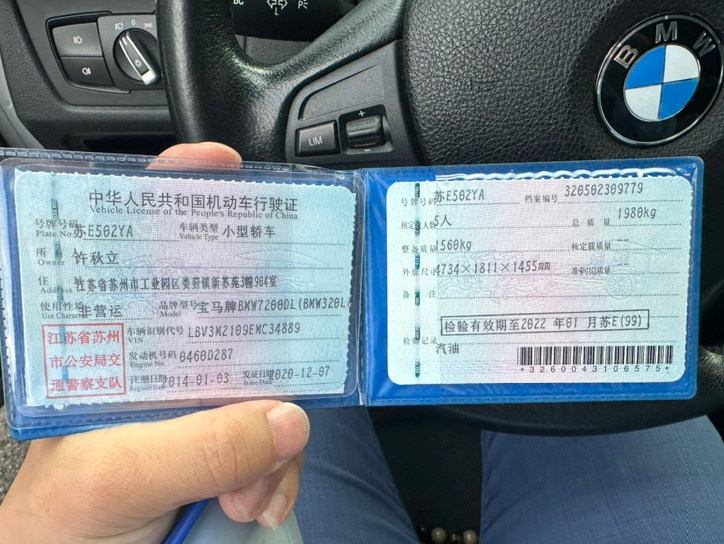 BMW
LIM
中华人民共和国机动车行驶证
Vehicle License of the People's Republic of China
号牌号码 苏E502YA 车辆类型 小型轿车
Plate No. Vehicle Type
所有人 许秋立
Owner
住址 江苏省苏州市工业园区娄葑镇新苏苑3幢904室
Address
使用性质 非营运 品牌型号 宝马牌BMW7200DL(BMW320L
Use Character Model
江苏省苏州
市公安局交
通警察支队
车辆识别代号 LBV3M2109EMC34889
VIN
发动机号码 0460D287
Engine No.
注册日期 2014-01-03 发证日期 2020-12-07
Register Date Issue Date
号牌号码 苏E502YA 档案编号 320502309779
核定载人数 5人 总质量 1980kg
整备质量 1560kg 核定载质量 --
外廓尺寸 4734×1811×1455mm 准牵引总质量 --
备注
检验有效期至2022年01月苏E(99)
检验记录
汽油
*3260043106575*